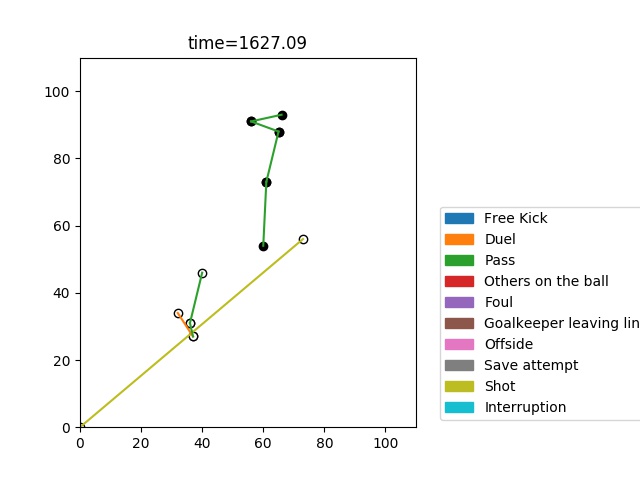 time=1627.09
100
80
60
40
20
0
0 20 40 60 80 100
Free Kick
Duel
Pass
Others on the ball
Foul
Goalkeeper leaving lin
Offside
Save attempt
Shot
Interruption